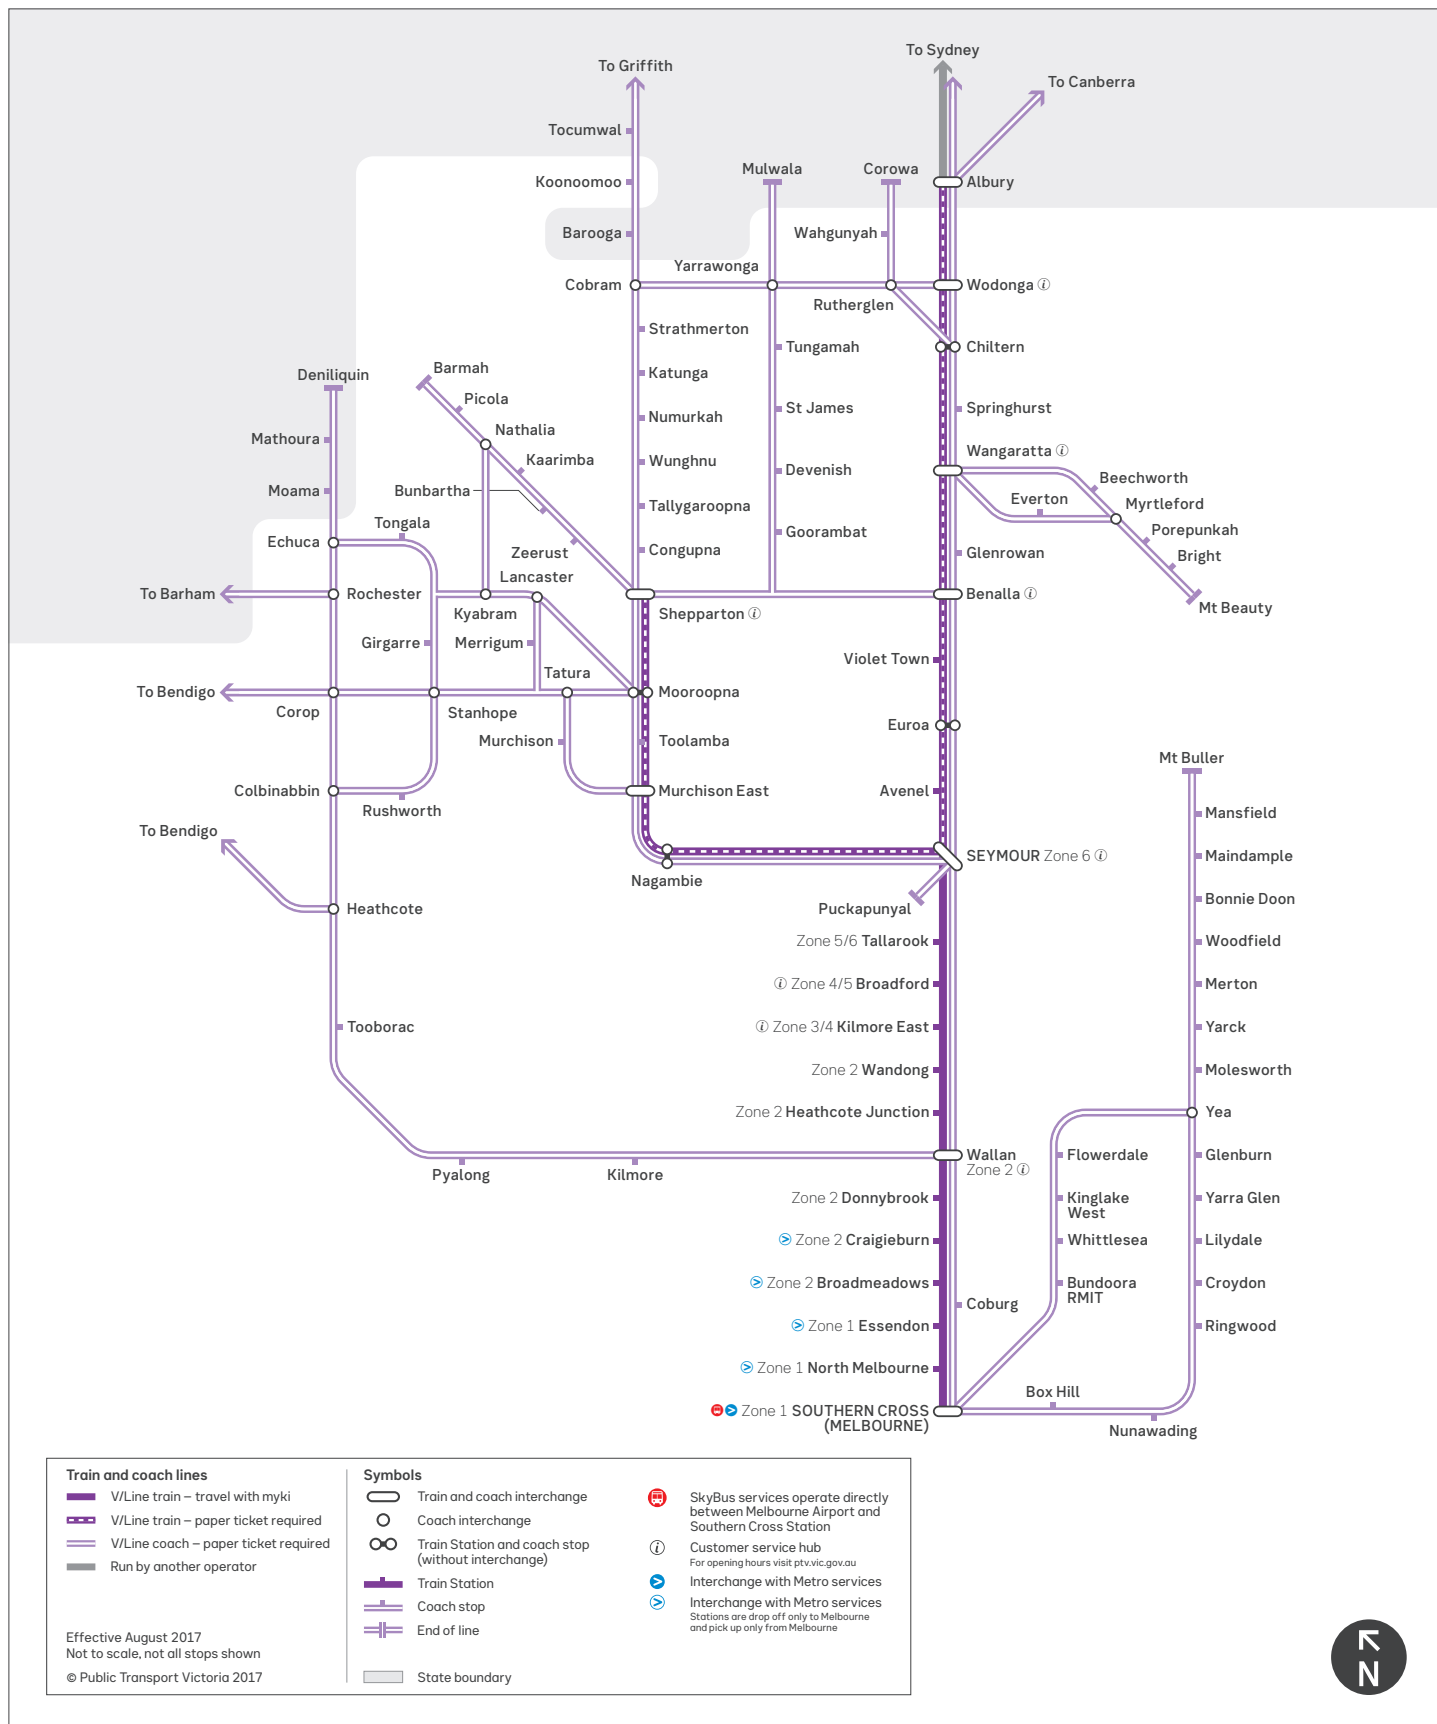 To Sydney
To Griffith
To Canberra
Tocumwal
Mulwala
Corowa
Koonoomoo
Albury
Barooga
Wahgunyah
Yarrawonga
Cobram
Wodonga i
Rutherglen
Strathmerton
Tungamah
Chiltern
Barmah
Deniliquin
Katunga
Picola
St James
Springhurst
Numurkah
Nathalia
Mathoura
Wangaratta i
Kaarimba
Wunghnu
Devenish
Beechworth
Moama
Bunbartha
Everton
Myrtleford
Tallygaroopna
Tongala
Porepunkah
Goorambat
Echuca
Zeerust
Congupna
Glenrowan
Bright
Lancaster
To Barham
Rochester
Benalla i
Mt Beauty
Kyabram
Shepparton i
Girgarre
Merrigum
Violet Town
Tatura
To Bendigo
Mooroopna
Corop
Stanhope
Euroa
Murchison
Toolamba
Mt Buller
Colbinabbin
Murchison East
Avenel
Rushworth
Mansfield
To Bendigo
SEYMOUR Zone 6 i
Maindample
Nagambie
Bonnie Doon
Heathcote
Puckapunyal
Zone 5/6 Tallarook
Woodfield
i Zone 4/5 Broadford
Merton
Tooborac
i Zone 3/4 Kilmore East
Yarck
Zone 2 Wandong
Molesworth
Zone 2 Heathcote Junction
Yea
Wallan
Zone 2 i
Flowerdale
Glenburn
Pyalong
Kilmore
Zone 2 Donnybrook
Kinglake
West
Yarra Glen
Zone 2 Craigieburn
Whittlesea
Lilydale
Zone 2 Broadmeadows
Bundoora
RMIT
Croydon
Coburg
Zone 1 Essendon
Ringwood
Zone 1 North Melbourne
Box Hill
Zone 1 SOUTHERN CROSS
(MELBOURNE)
Nunawading
Train and coach lines
V/Line train – travel with myki
V/Line train – paper ticket required
V/Line coach – paper ticket required
Run by another operator
Effective August 2017
Not to scale, not all stops shown
© Public Transport Victoria 2017
Symbols
Train and coach interchange
Coach interchange
Train Station and coach stop
(without interchange)
Train Station
Coach stop
End of line
State boundary
SkyBus services operate directly
between Melbourne Airport and
Southern Cross Station
i Customer service hub
For opening hours visit ptv.vic.gov.au
Interchange with Metro services
Interchange with Metro services
Stations are drop off only to Melbourne
and pick up only from Melbourne
N